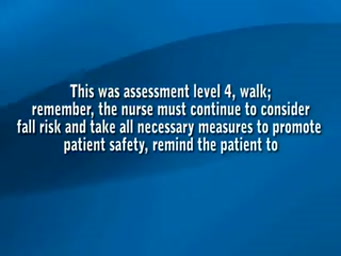 This was assessment level 4, walk;
remember, the nurse must continue to consider
fall risk and take all necessary measures to promote
patient safety, remind the patient to